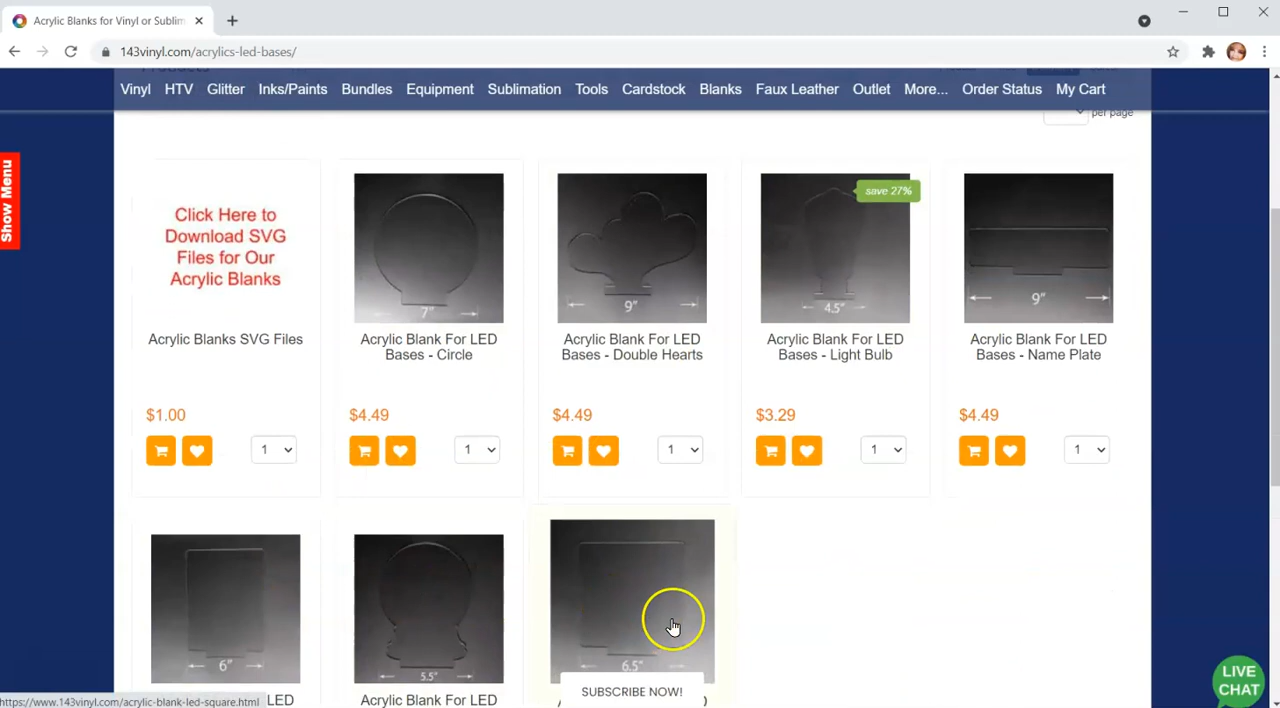 Acrylic Blanks for Vinyl or Sublim
143vinyl.com/acrylics-led-bases/
Vinyl HTV Glitter Inks/Paints Bundles Equipment Sublimation Tools Cardstock Blanks Faux Leather Outlet More... Order Status My Cart
per page
Show Menu
Click Here to
Download SVG
Files for Our
Acrylic Blanks
7"
9"
save 27%
4.5"
9"
Acrylic Blanks SVG Files
Acrylic Blank For LED
Bases - Circle
Acrylic Blank For LED
Bases - Double Hearts
Acrylic Blank For LED
Bases - Light Bulb
Acrylic Blank For LED
Bases - Name Plate
$1.00 $4.49 $4.49 $3.29 $4.49
1 1 1 1 1
6"
5.5"
6.5"
SUBSCRIBE NOW!
LED
Acrylic Blank For LED
LIVE
CHAT
https://www.143vinyl.com/acrylic-blank-led-square.html